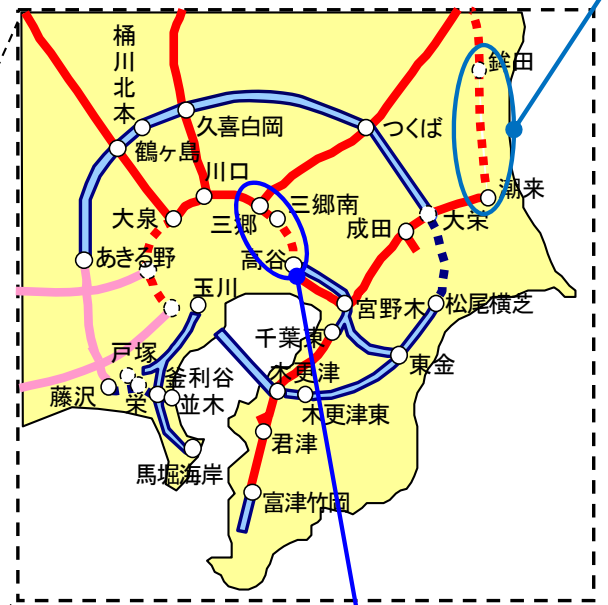 鉾田
桶川北本
久喜白岡
つくば
鶴ヶ島
川口
潮来
三郷南
大泉
三郷
成田
大栄
高谷
あきる野
玉川
宮野木
松尾横芝
千葉東
戸塚
東金
釜利谷
木更津
藤沢
栄
並木
木更津東
君津
馬堀海岸
富津竹岡